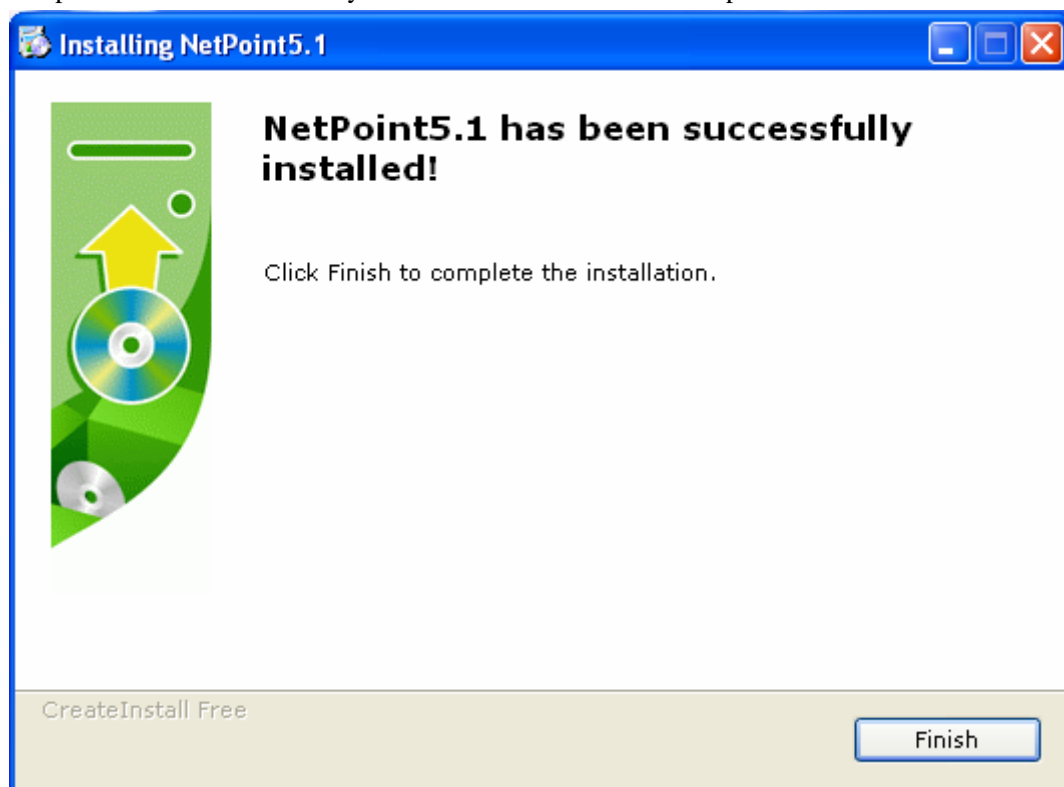 Installing NetPoint5.1
NetPoint5.1 has been successfully
installed!
Click Finish to complete the installation.
CreateInstall Free
Finish